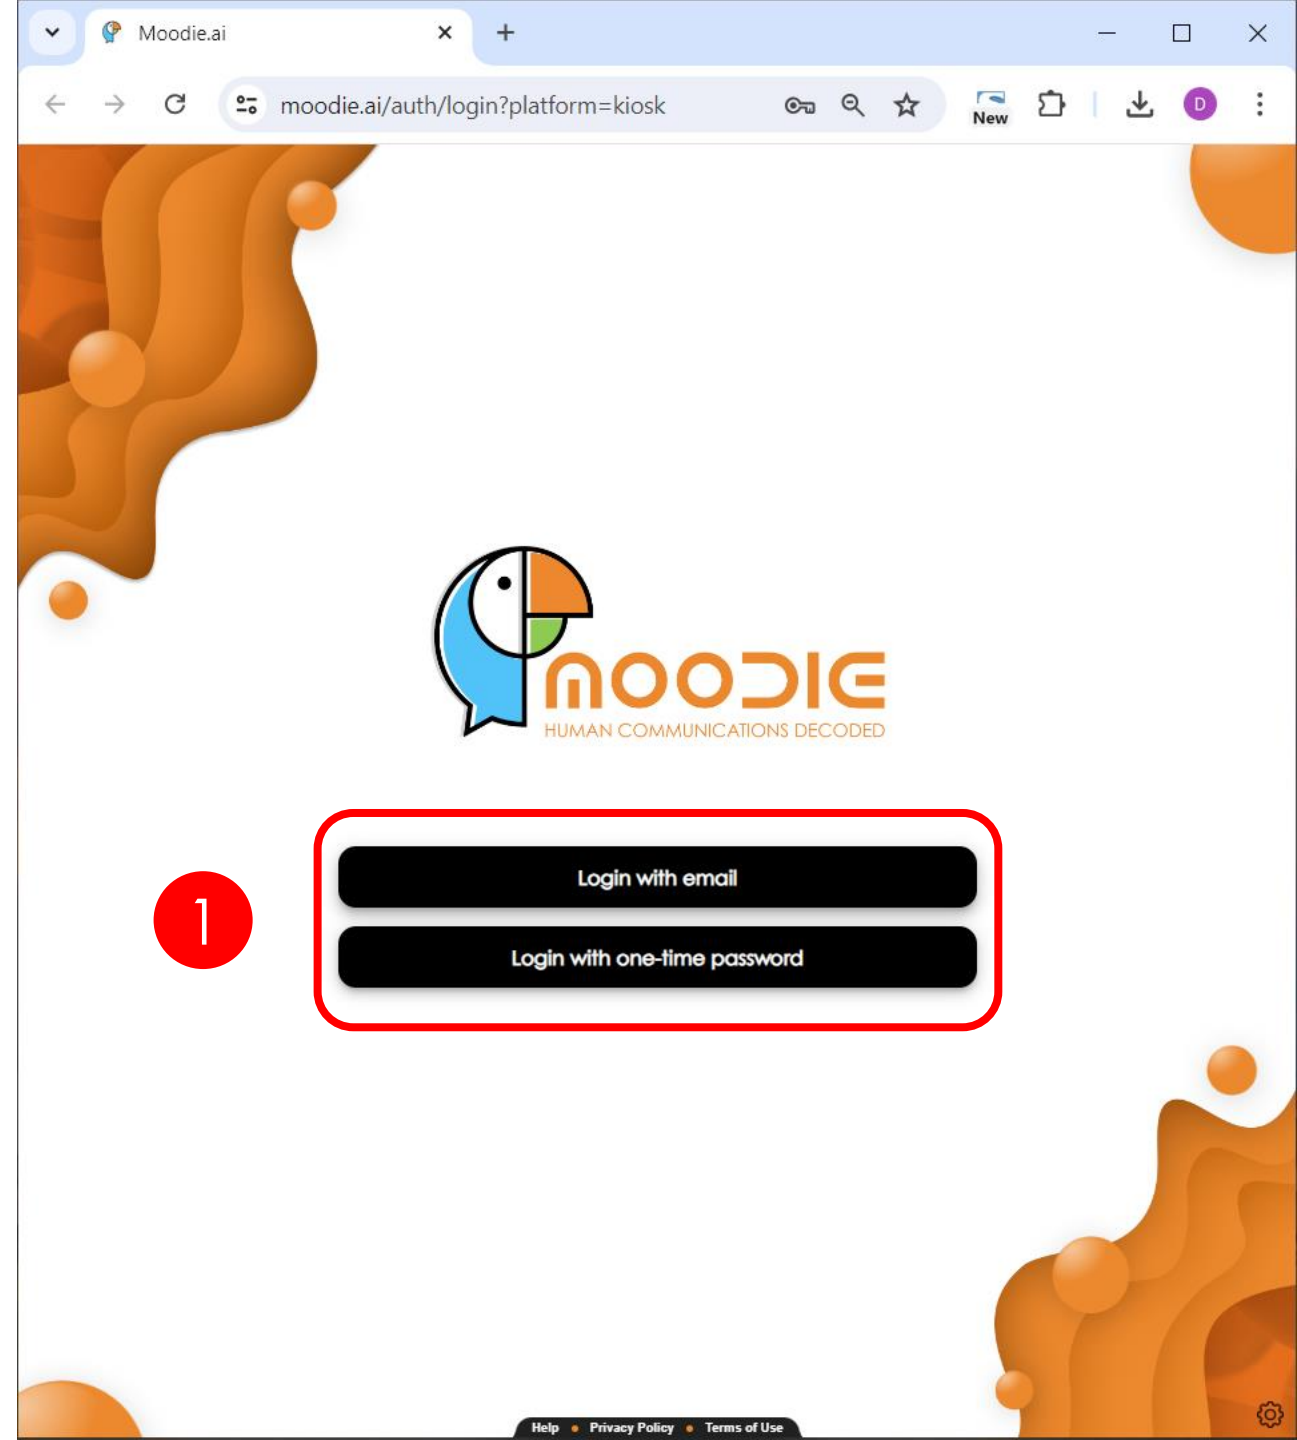 Moodie.ai
moodie.ai/auth/login?platform=kiosk
New
D
MOODIE
HUMAN COMMUNICATIONS DECODED
1
Login with email
Login with one-time password
Help • Privacy Policy • Terms of Use